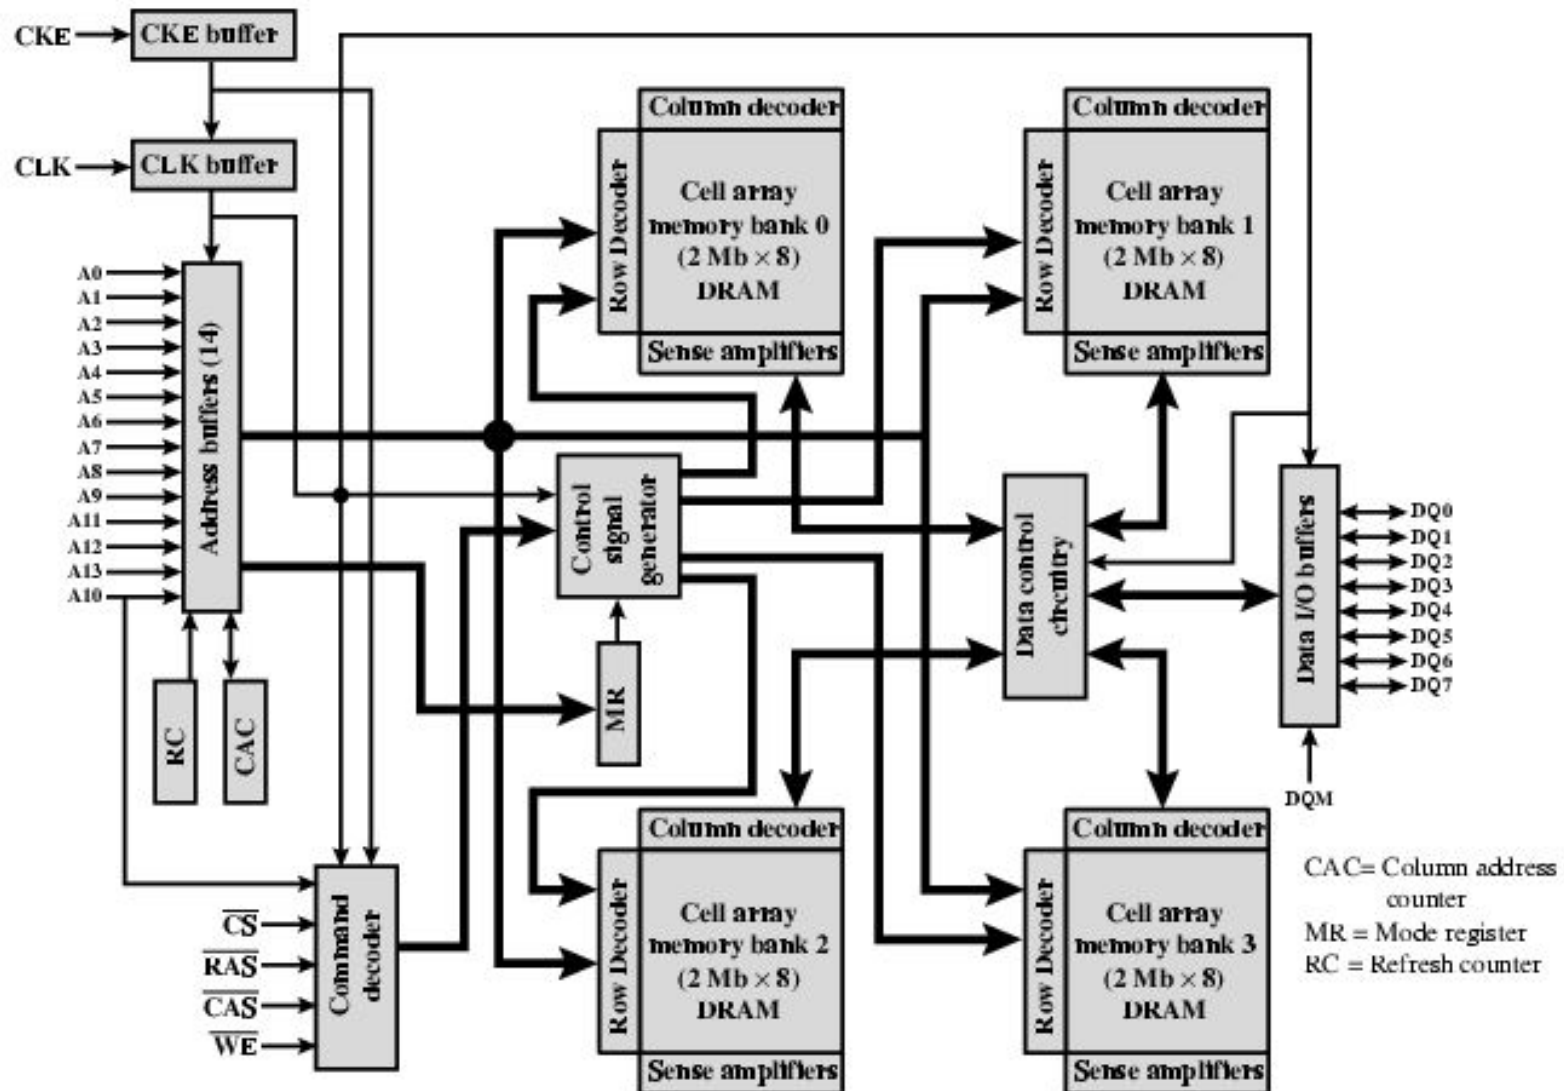 CKE
CKE buffer
CLK
CLK buffer
A0
A1
A2
A3
A4
A5
A6
A7
A8
A9
A11
A12
A13
A10
Address buffers (14)
RC
CAC
CS
RAS
CAS
WE
Command
decoder
Control
signal
generator
MR
Column decoder
Row Decoder
Cell array
memory bank 0
(2 Mb × 8)
DRAM
Sense amplifiers
Column decoder
Row Decoder
Cell array
memory bank 1
(2 Mb × 8)
DRAM
Sense amplifiers
Column decoder
Row Decoder
Cell array
memory bank 2
(2 Mb × 8)
DRAM
Sense amplifiers
Column decoder
Row Decoder
Cell array
memory bank 3
(2 Mb × 8)
DRAM
Sense amplifiers
Data control
circuitry
Data I/O buffers
DQ0
DQ1
DQ2
DQ3
DQ4
DQ5
DQ6
DQ7
DQM
CAC= Column address
counter
MR = Mode register
RC = Refresh counter